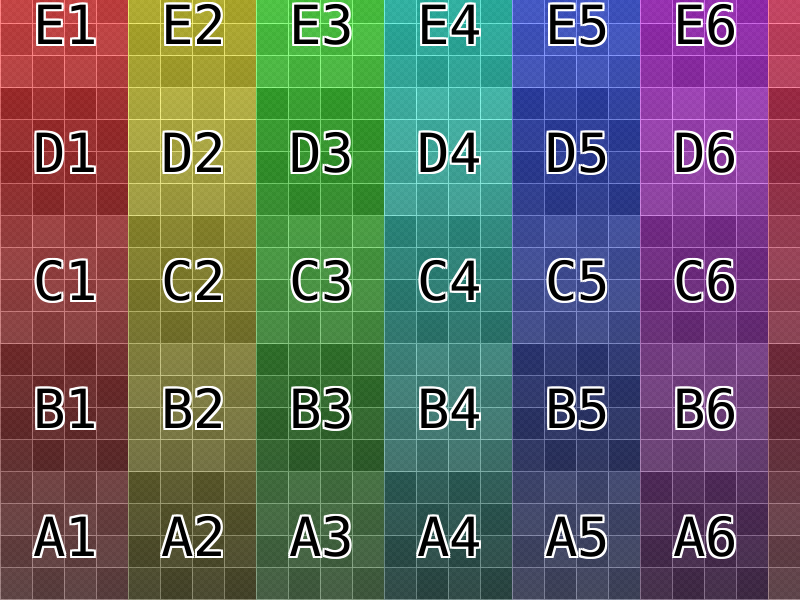 E1 E2 E3 E4 E5 E6
D1 D2 D3 D4 D5 D6
C1 C2 C3 C4 C5 C6
B1 B2 B3 B4 B5 B6
A1 A2 A3 A4 A5 A6